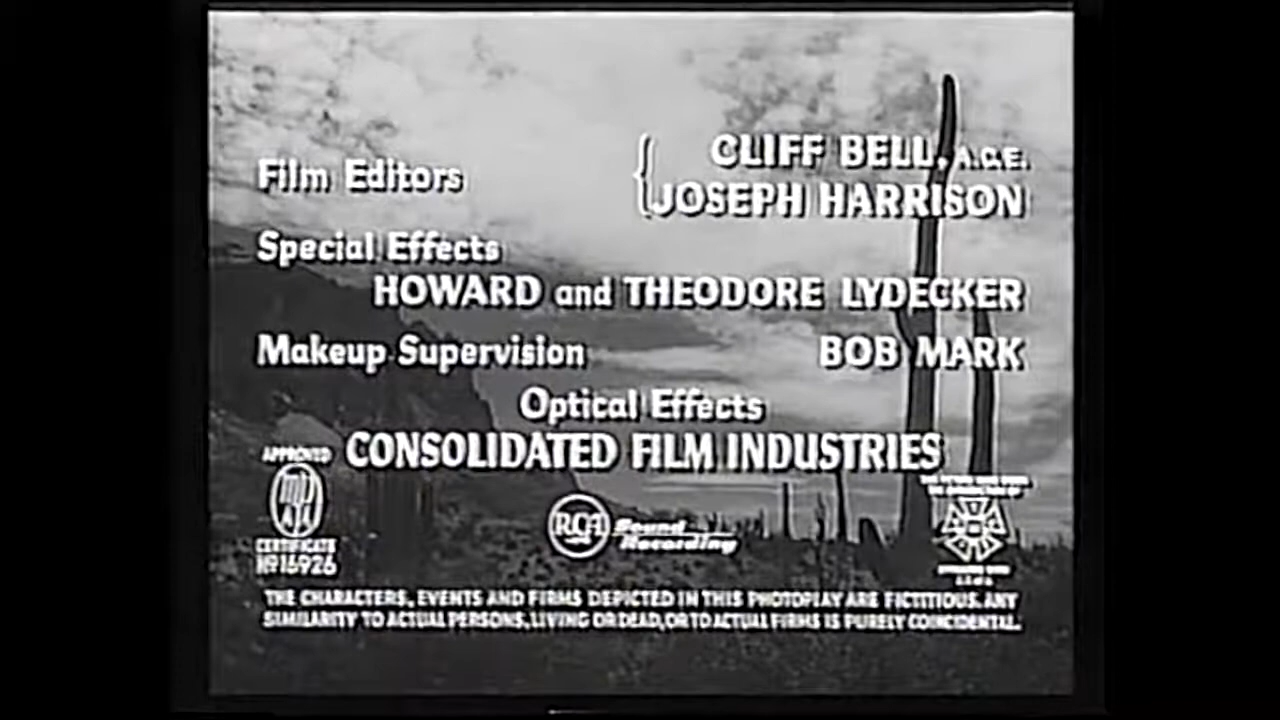 Film Editors
CLIFF BELL, A.C.E.
JOSEPH HARRISON
Special Effects
HOWARD and THEODORE LYDECKER
Makeup Supervision BOB MARK
Optical Effects
CONSOLIDATED FILM INDUSTRIES
APPROVED
CERTIFICATE
No 16926
RCA Sound
Recording
THE CHARACTERS, EVENTS AND FIRMS DEPICTED IN THIS PHOTOPLAY ARE FICTITIOUS. ANY
SIMILARITY TO ACTUAL PERSONS, LIVING OR DEAD, OR TO ACTUAL FIRMS IS PURELY COINCIDENTAL.